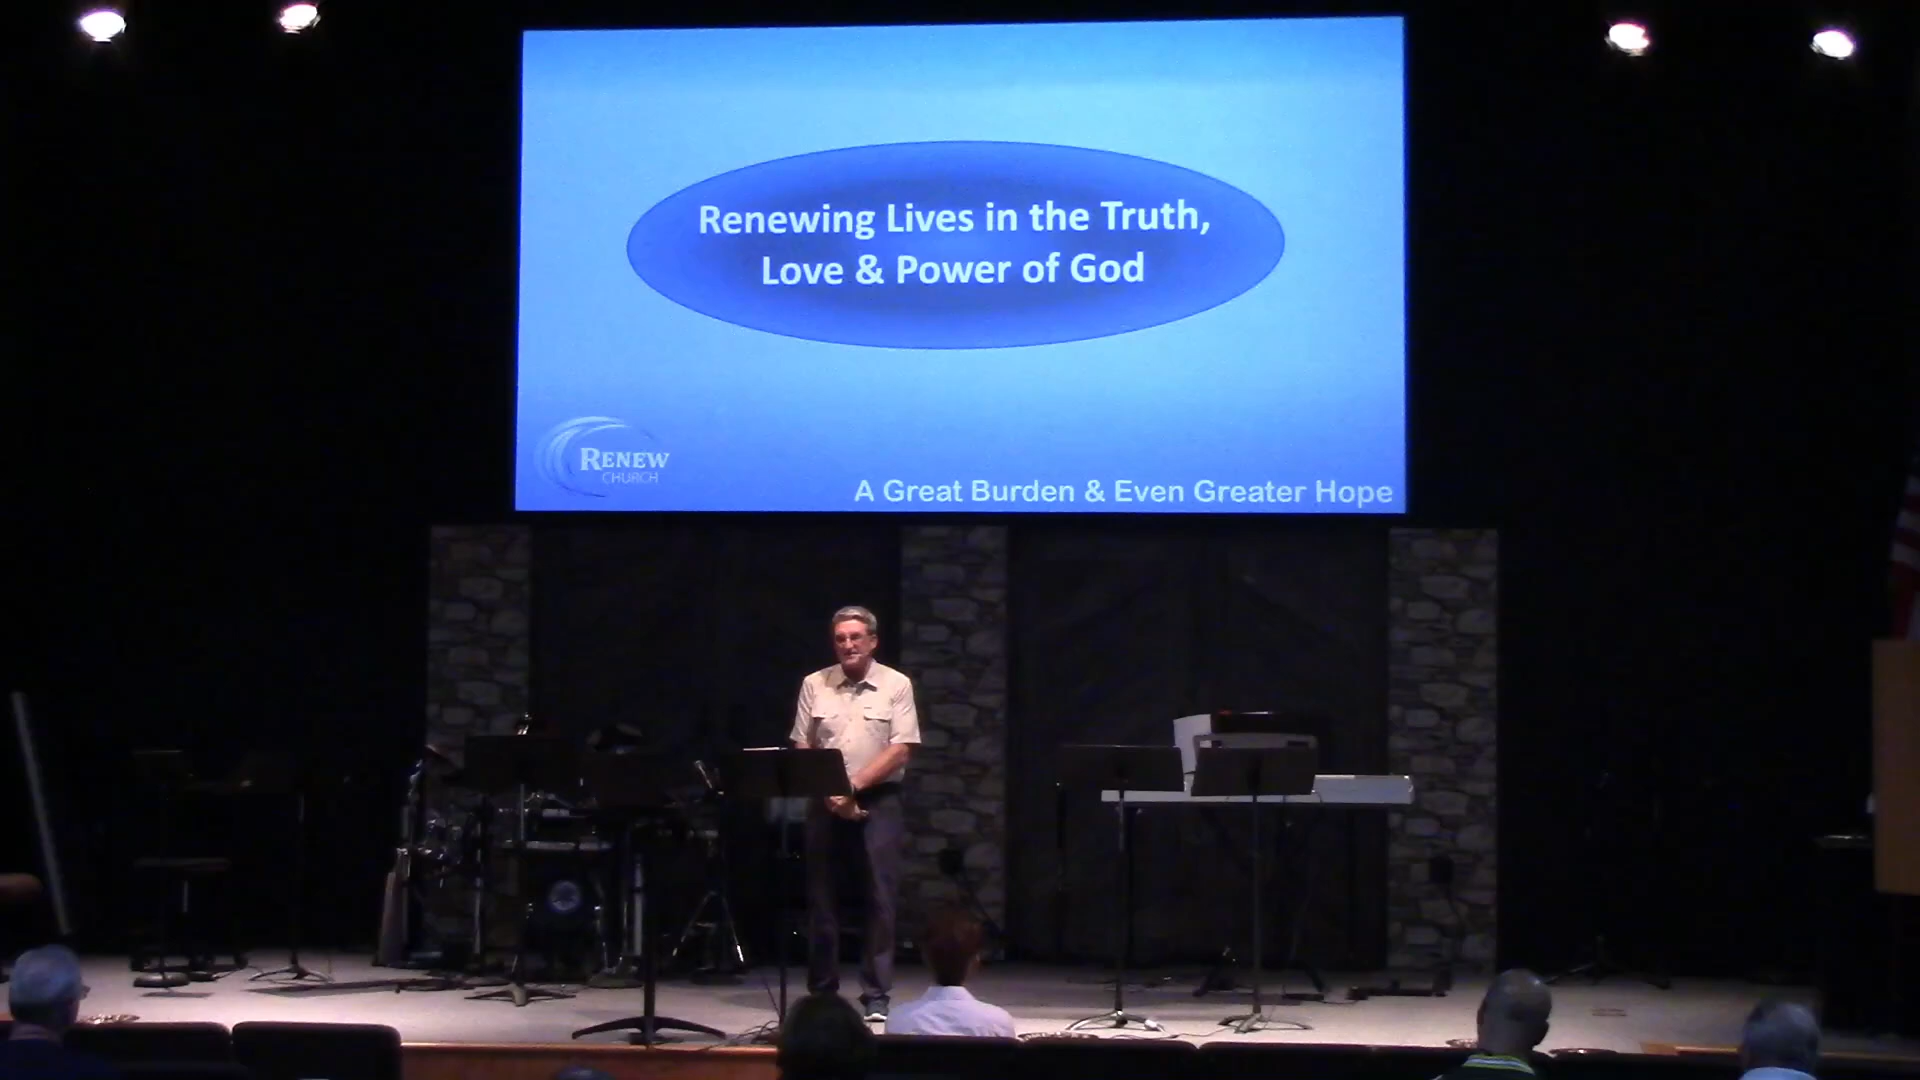 Renewing Lives in the Truth,
Love & Power of God
RENEW
CHURCH
A Great Burden & Even Greater Hope